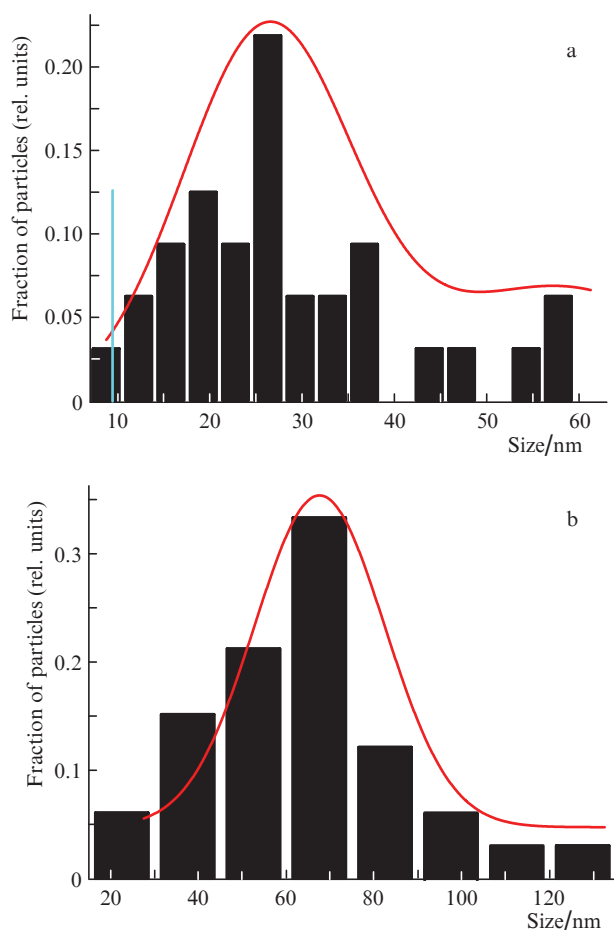 a
Fraction of particles (rel. units)
0.20
0.15
0.10
0.05
0
10 20 30 40 50 60
Size/nm
b
Fraction of particles (rel. units)
0.3
0.2
0.1
0
20 40 60 80 100 120
Size/nm